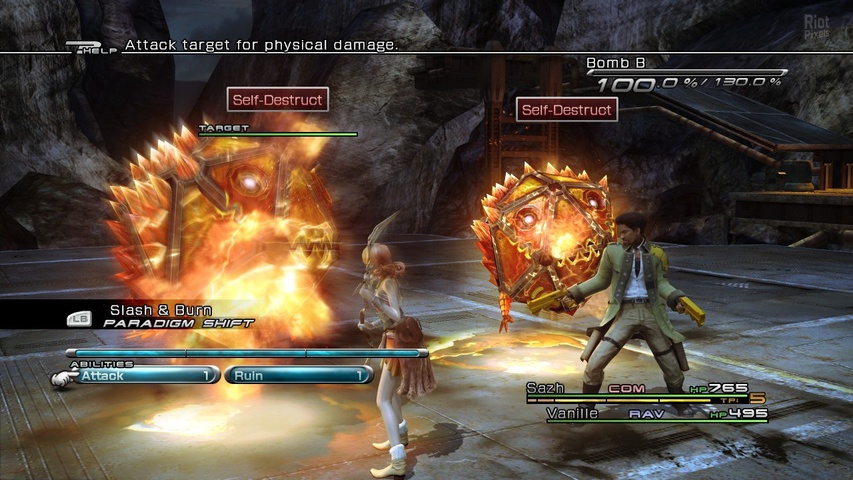 HELP Attack target for physical damage.
Riot
Pixels
Bomb B
100.0 %/ 130.0 %
Self-Destruct
Self-Destruct
TARGET
Slash & Burn
LB PARADIGM SHIFT
ABILITIES
Attack 1 Ruin 1
Sazh COM HP 765
TP: 5
Vanille RAV HP 495